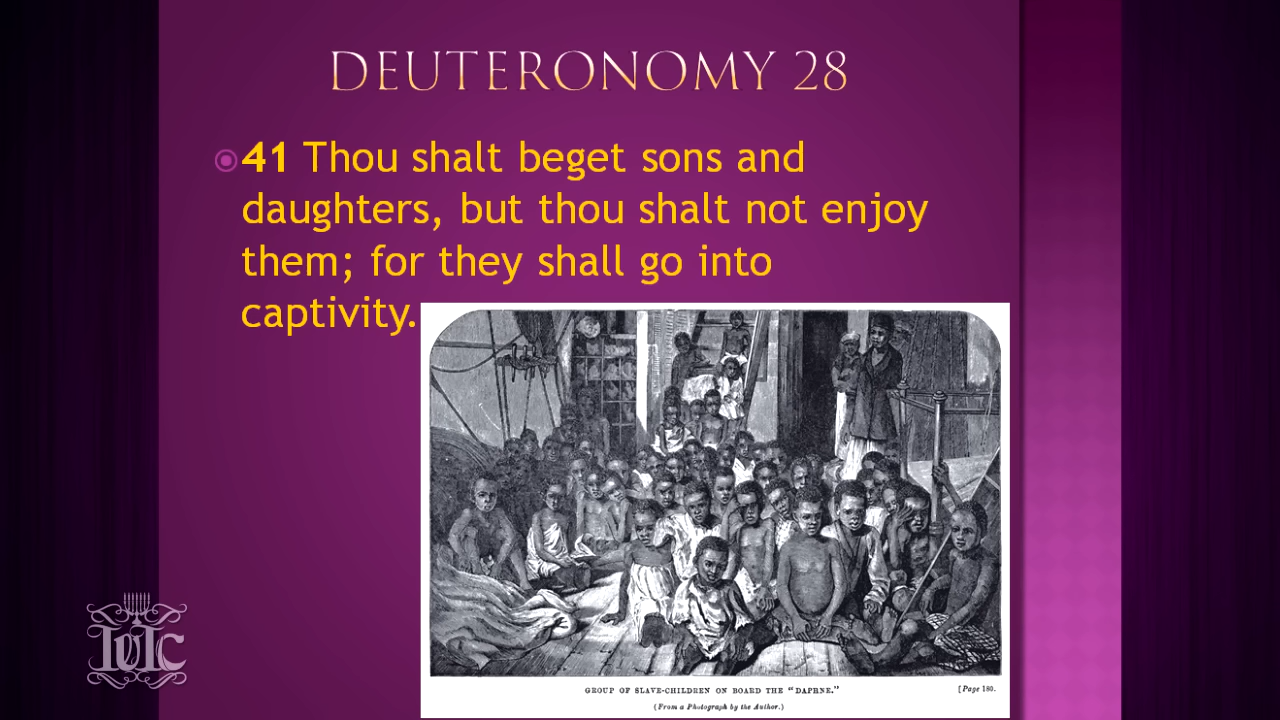 DEUTERONOMY 28
41 Thou shalt beget sons and
daughters, but thou shalt not enjoy
them; for they shall go into
captivity.
GROUP OF SLAVE-CHILDREN ON BOARD THE "DAPHNE."
[Page 180.
(From a Photograph by the Author.)
IUIC